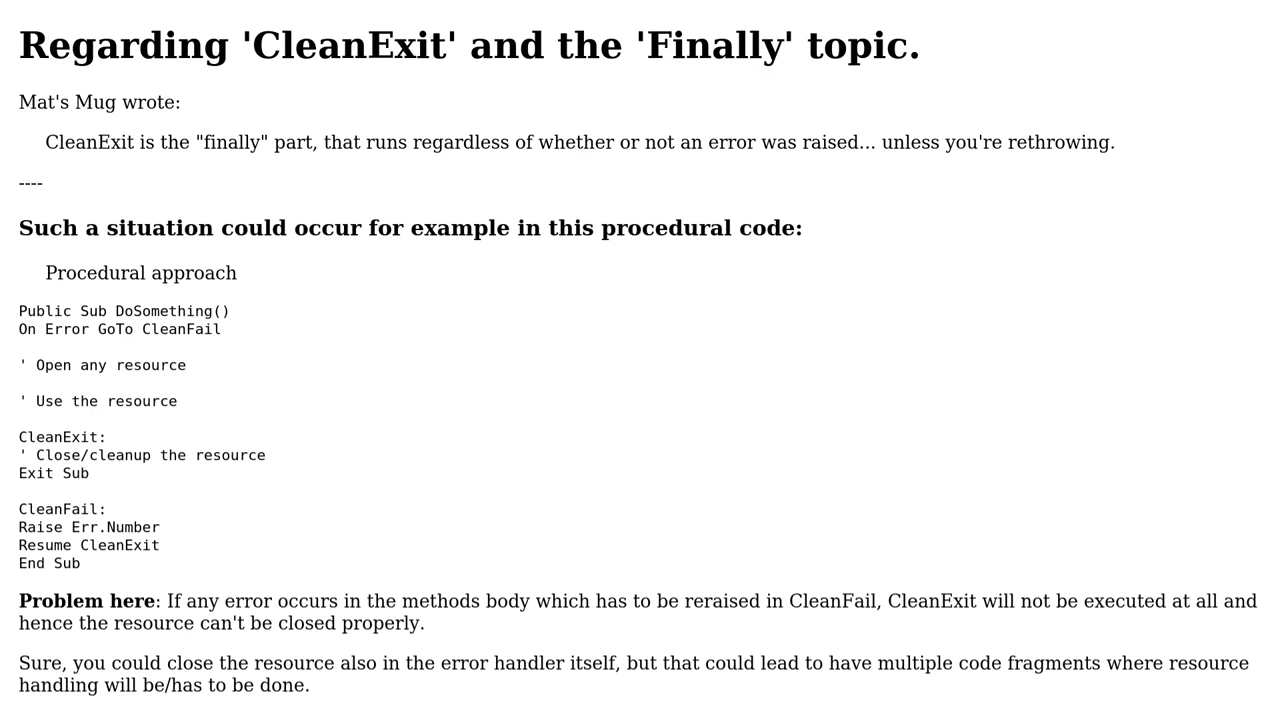 Regarding 'CleanExit' and the 'Finally' topic.
Mat's Mug wrote:
CleanExit is the "finally" part, that runs regardless of whether or not an error was raised... unless you're rethrowing.
----
Such a situation could occur for example in this procedural code:
Procedural approach
Public Sub DoSomething()
On Error GoTo CleanFail
' Open any resource
' Use the resource
CleanExit:
' Close/cleanup the resource
Exit Sub
CleanFail:
Raise Err.Number
Resume CleanExit
End Sub
Problem here: If any error occurs in the methods body which has to be reraised in CleanFail, CleanExit will not be executed at all and
hence the resource can't be closed properly.
Sure, you could close the resource also in the error handler itself, but that could lead to have multiple code fragments where resource
handling will be/has to be done.